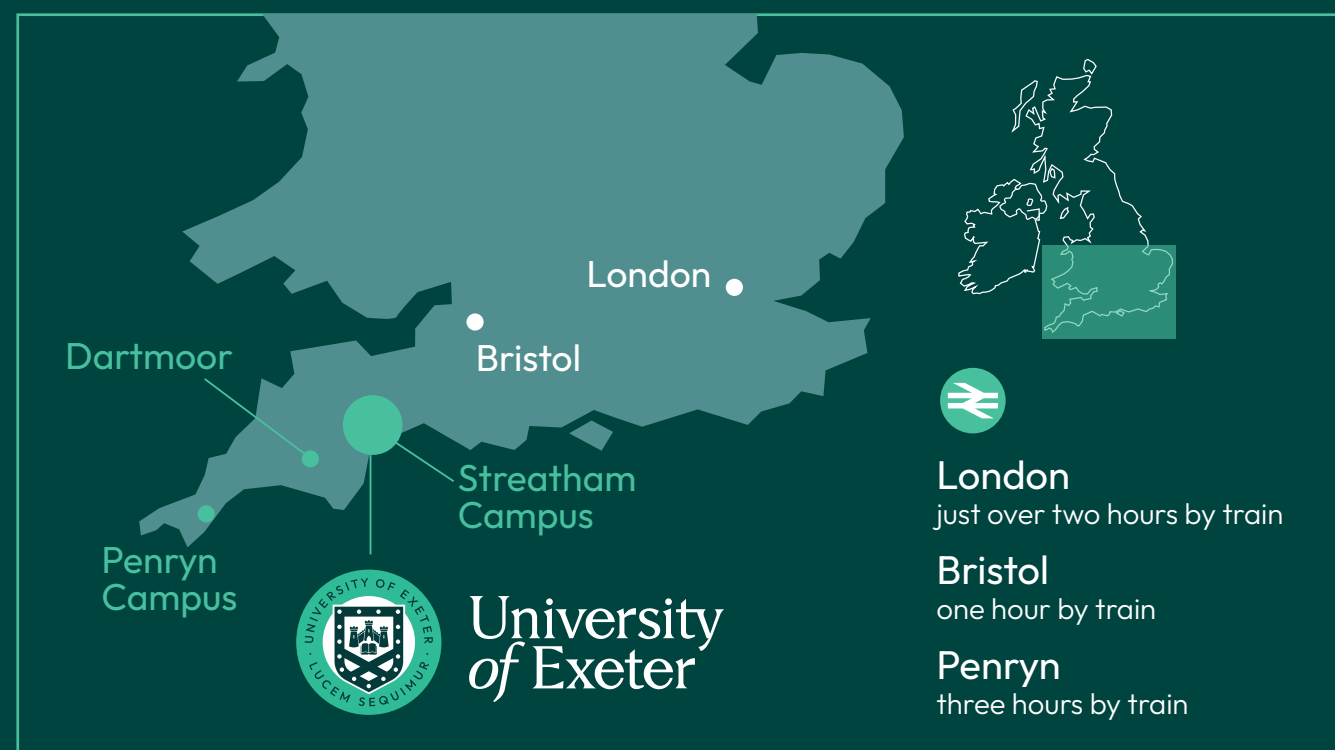 London
Bristol
Dartmoor
Streatham
Campus
Penryn
Campus
UNIVERSITY OF EXETER
LUCEM SEQUIMUR
University
of Exeter
London
just over two hours by train
Bristol
one hour by train
Penryn
three hours by train